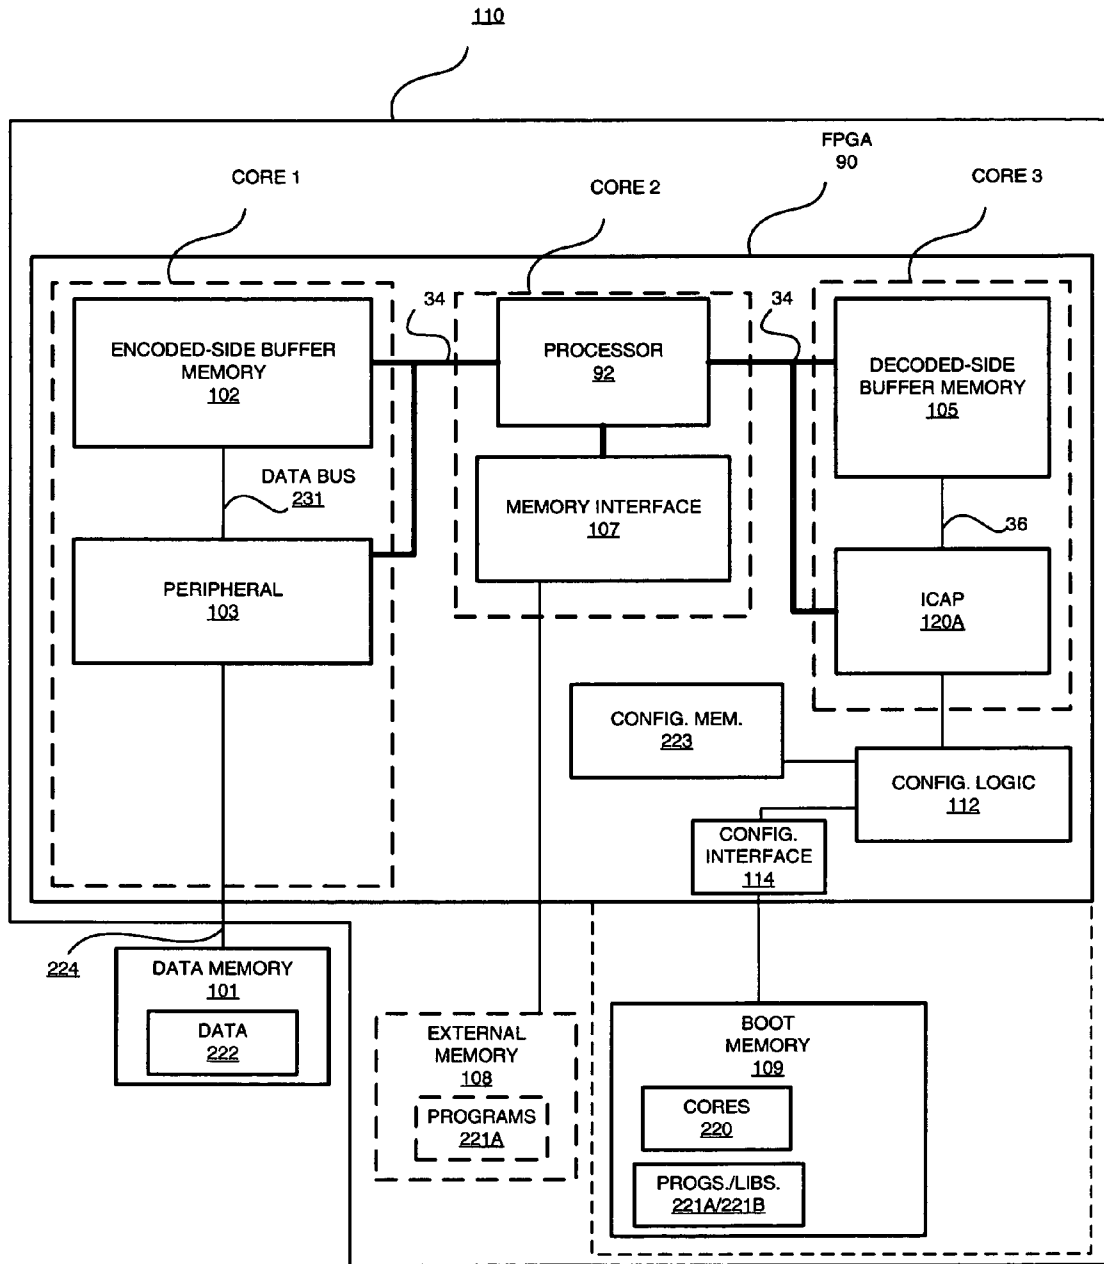 110
FPGA
90
CORE 1
CORE 2
CORE 3
34
34
ENCODED-SIDE BUFFER
MEMORY
102
PROCESSOR
92
DECODED-SIDE
BUFFER MEMORY
105
DATA BUS
231
MEMORY INTERFACE
107
36
PERIPHERAL
103
ICAP
120A
CONFIG. MEM.
223
CONFIG. LOGIC
112
CONFIG.
INTERFACE
114
224
DATA MEMORY
101
DATA
222
EXTERNAL
MEMORY
108
PROGRAMS
221A
BOOT
MEMORY
109
CORES
220
PROGS./LIBS.
221A/221B